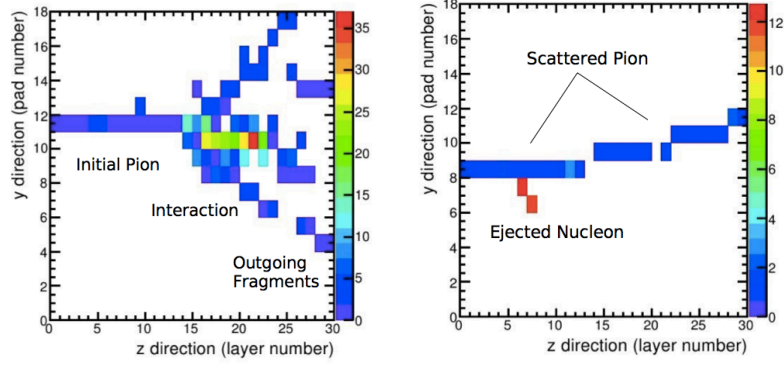 18
16
14
12
10
8
6
4
2
0
y direction (pad number)
0 5 10 15 20 25 30
z direction (layer number)
Initial Pion
Interaction
Outgoing
Fragments
35
30
25
20
15
10
5
0
18
16
14
12
10
8
6
4
2
0
y direction (pad number)
0 5 10 15 20 25 30
z direction (layer number)
Scattered Pion
Ejected Nucleon
12
10
8
6
4
2
0